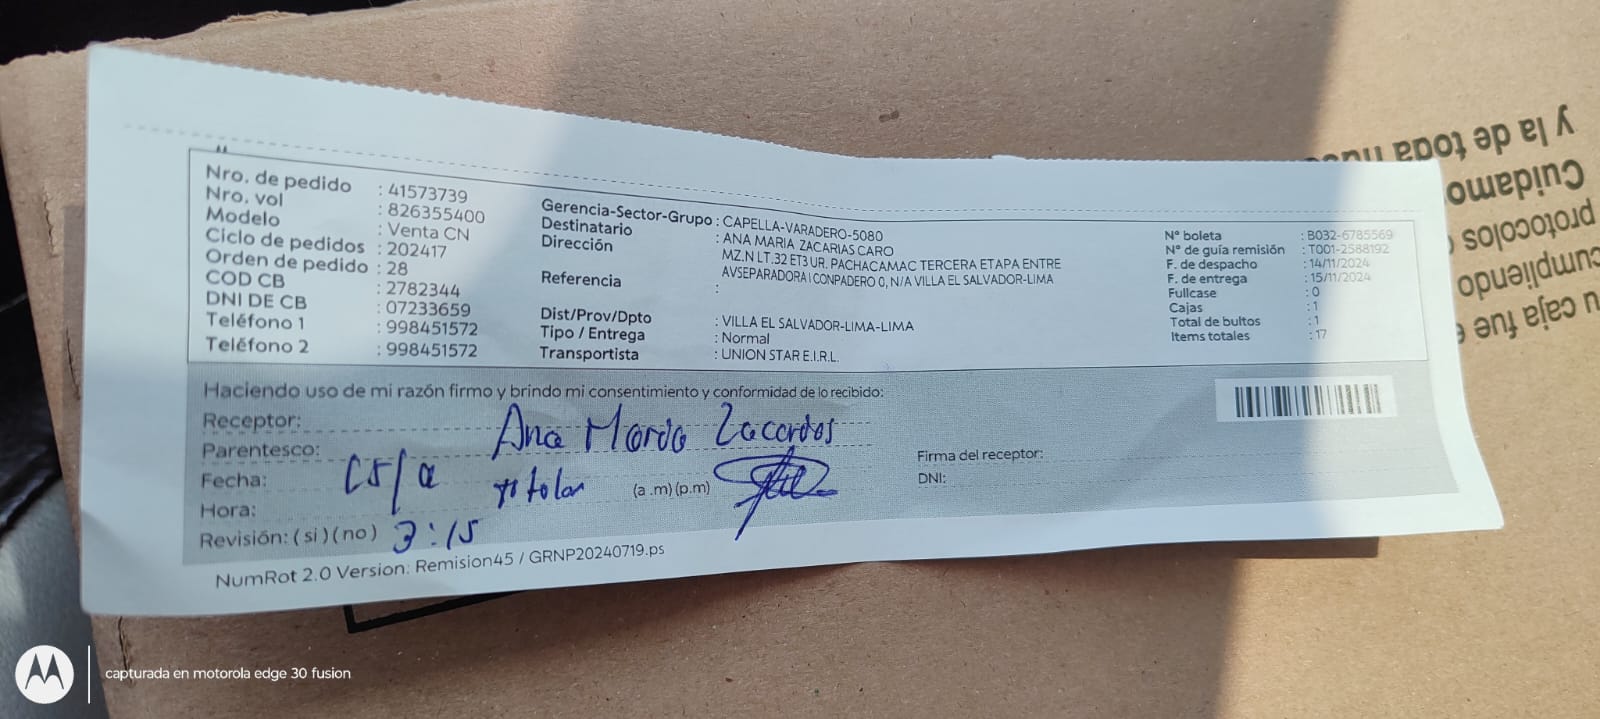 Nro. de pedido : 41573739
Nro. vol : 826355400
Modelo : Venta CN
Ciclo de pedidos : 202417
Orden de pedido : 28
COD CB : 2782344
DNI DE CB : 07233659
Teléfono 1 : 998451572
Teléfono 2 : 998451572
Gerencia-Sector-Grupo : CAPELLA-VARADERO-5080
Destinatario : ANA MARIA ZACARIAS CARO
Dirección MZ.N LT.32 ET3 UR. PACHACAMAC TERCERA ETAPA ENTRE
AVSEPARADORA I CONPADERO 0, N/A VILLA EL SALVADOR-LIMA
Referencia :
Dist/Prov/Dpto : VILLA EL SALVADOR-LIMA-LIMA
Tipo / Entrega : Normal
Transportista : UNION STAR E.I.R.L.
N° boleta : B032-6785569
N° de guía remisión : T001-2588192
F. de despacho : 14/11/2024
F. de entrega : 15/11/2024
Fullcase : 0
Cajas : 1
Total de bultos : 1
Items totales : 17
Haciendo uso de mi razón firmo y brindo mi consentimiento y conformidad de lo recibido:
Receptor: Ana Maria Zacarias
Parentesco:
Fecha: titolar (a .m) (p.m)
Hora:
Revisión: ( si ) ( no ) 3:15
Firma del receptor:
DNI:
NumRot 2.0 Version: Remision45 / GRNP20240719.ps
y la de toda
Cuidamo
protocolos
cumpliendo
u caja fue e
capturada en motorola edge 30 fusion